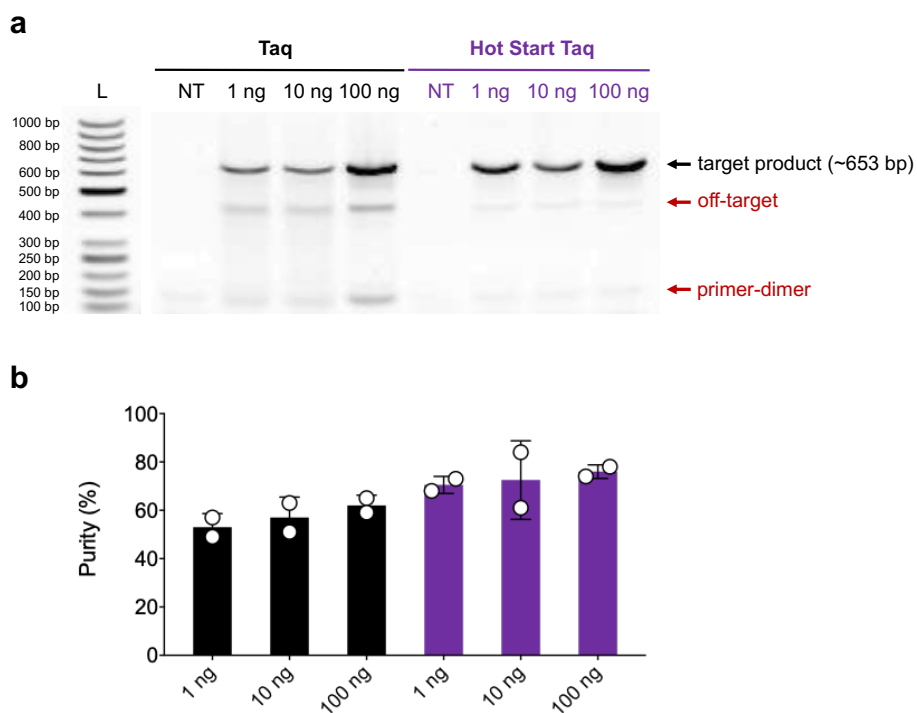 a
Taq Hot Start Taq
L NT 1 ng 10 ng 100 ng NT 1 ng 10 ng 100 ng
1000 bp
800 bp
600 bp
500 bp
400 bp
300 bp
250 bp
200 bp
150 bp
100 bp
target product (~653 bp)
off-target
primer-dimer
b
Purity (%)
100
80
60
40
20
0
1 ng 10 ng 100 ng 1 ng 10 ng 100 ng